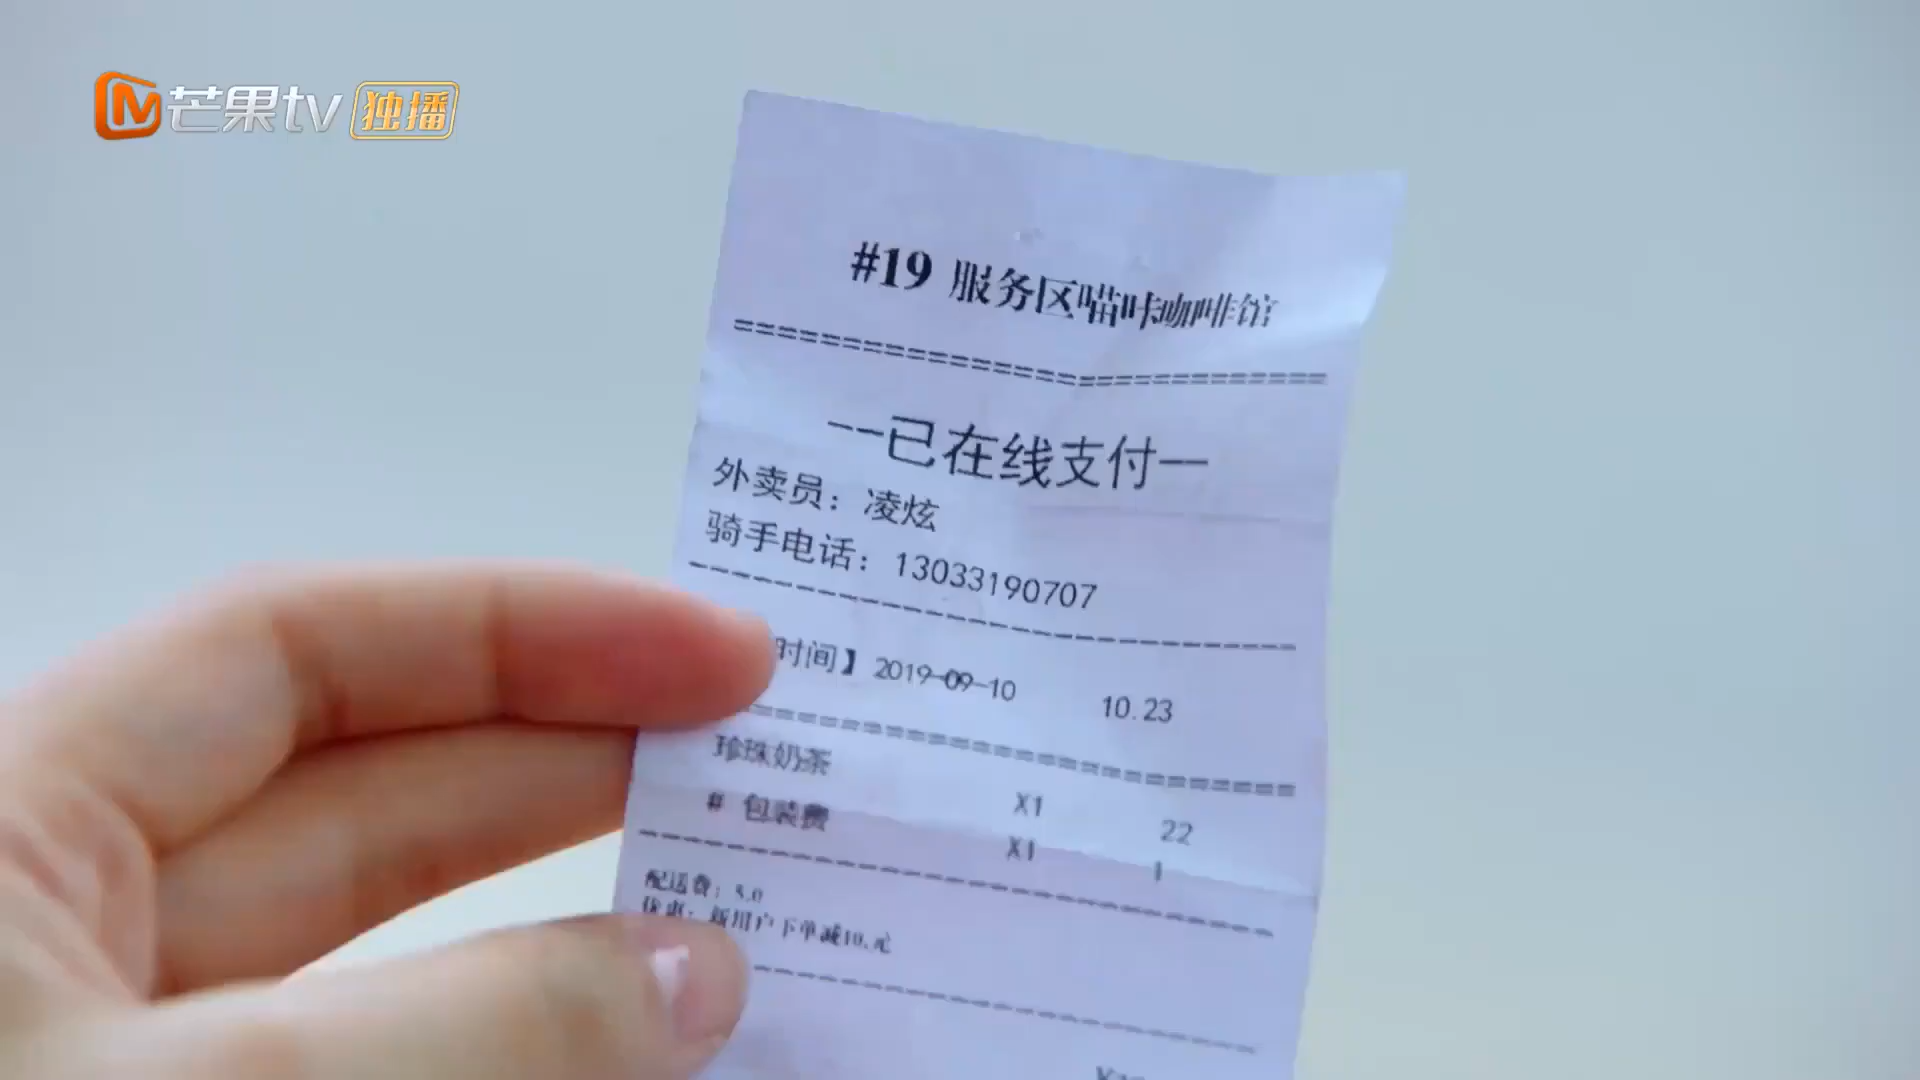 芒果tv 独播
#19 服务区喵咔咖啡馆
============================
--已在线支付--
外卖员：凌炫
骑手电话：13033190707
时间】2019-09-10 10.23
珍珠奶茶 X1 22
# 包装费 X1 1
配送费：5.0
优惠：新用户下单减10.元